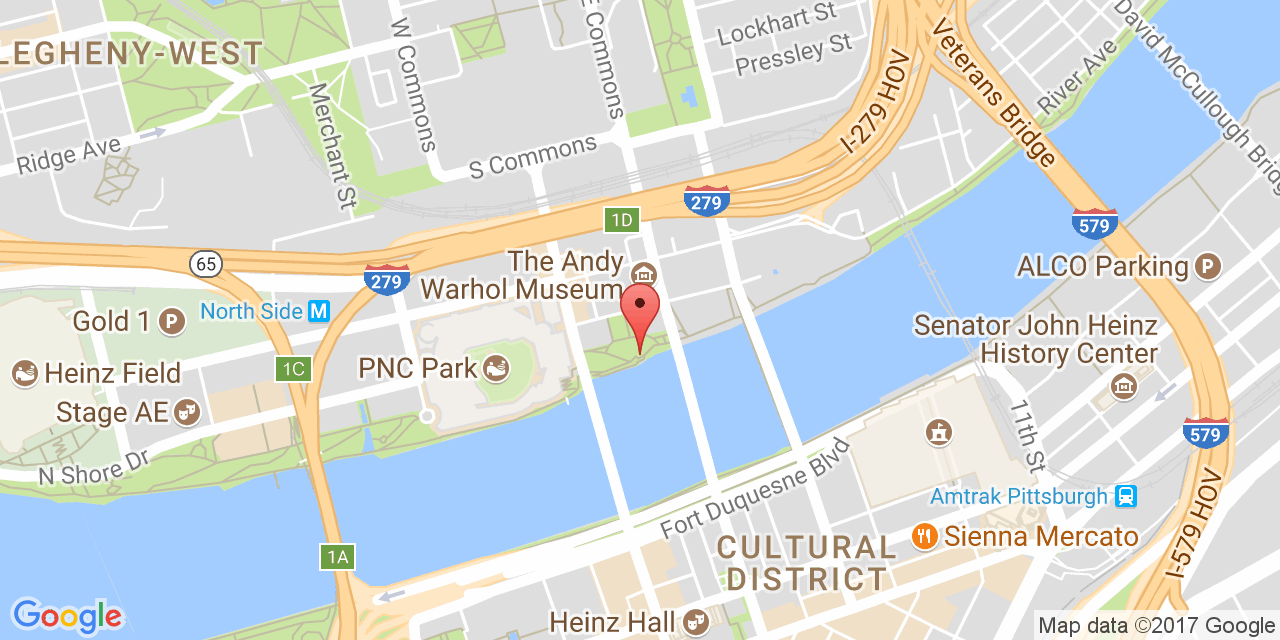 LEGHENY-WEST
W Commons
E Commons
Lockhart St
Pressley St
I-279 HOV
Veterans Bridge
River Ave
David McCullough Bridge
Merchant St
Ridge Ave
S Commons
279
1D
579
65
279
The Andy
Warhol Museum
ALCO Parking
P
North Side
M
Gold 1
P
Senator John Heinz
History Center
Heinz Field
1C
PNC Park
Stage AE
11th St
579
N Shore Dr
Fort Duquesne Blvd
Amtrak Pittsburgh
I-579 HOV
1A
CULTURAL
DISTRICT
Sienna Mercato
Google
Heinz Hall
Map data ©2017 Google